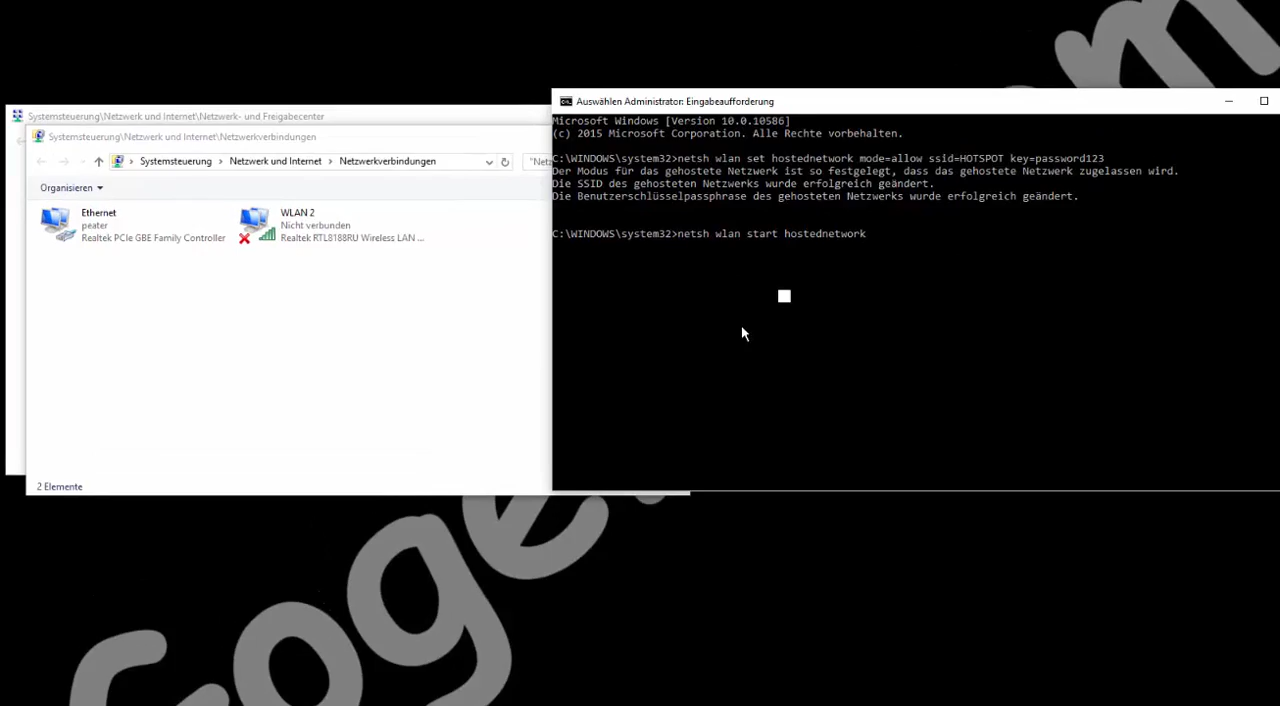 Systemsteuerung\Netzwerk und Internet\Netzwerk- und Freigabecenter
Systemsteuerung\Netzwerk und Internet\Netzwerkverbindungen
Systemsteuerung > Netzwerk und Internet > Netzwerkverbindungen
"Netz
Organisieren
Ethernet
peater
Realtek PCIe GBE Family Controller
WLAN 2
Nicht verbunden
Realtek RTL8188RU Wireless LAN ...
2 Elemente
Auswählen Administrator: Eingabeaufforderung
Microsoft Windows [Version 10.0.10586]
(c) 2015 Microsoft Corporation. Alle Rechte vorbehalten.
C:\WINDOWS\system32>netsh wlan set hostednetwork mode=allow ssid=HOTSPOT key=password123
Der Modus für das gehostete Netzwerk ist so festgelegt, dass das gehostete Netzwerk zugelassen wird.
Die SSID des gehosteten Netzwerks wurde erfolgreich geändert.
Die Benutzerschlüsselpassphrase des gehosteten Netzwerks wurde erfolgreich geändert.
C:\WINDOWS\system32>netsh wlan start hostednetwork